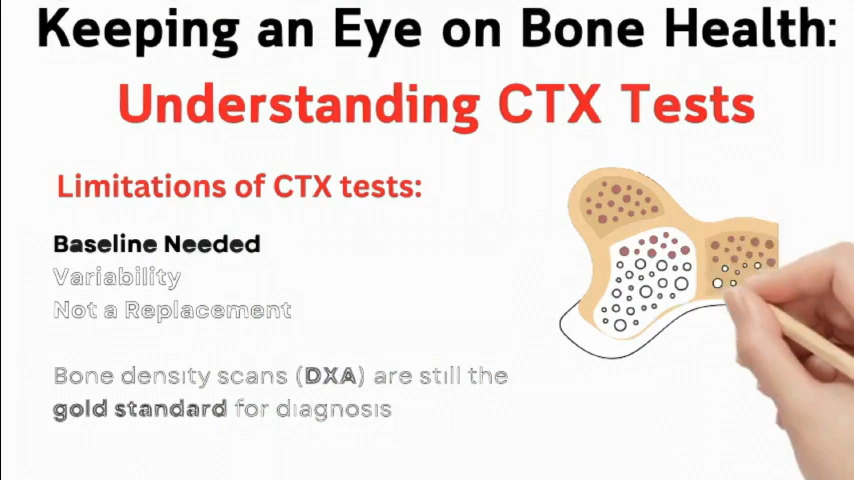 Keeping an Eye on Bone Health:
Understanding CTX Tests
Limitations of CTX tests:
Baseline Needed
Variability
Not a Replacement
Bone density scans (DXA) are still the
gold standard for diagnosis